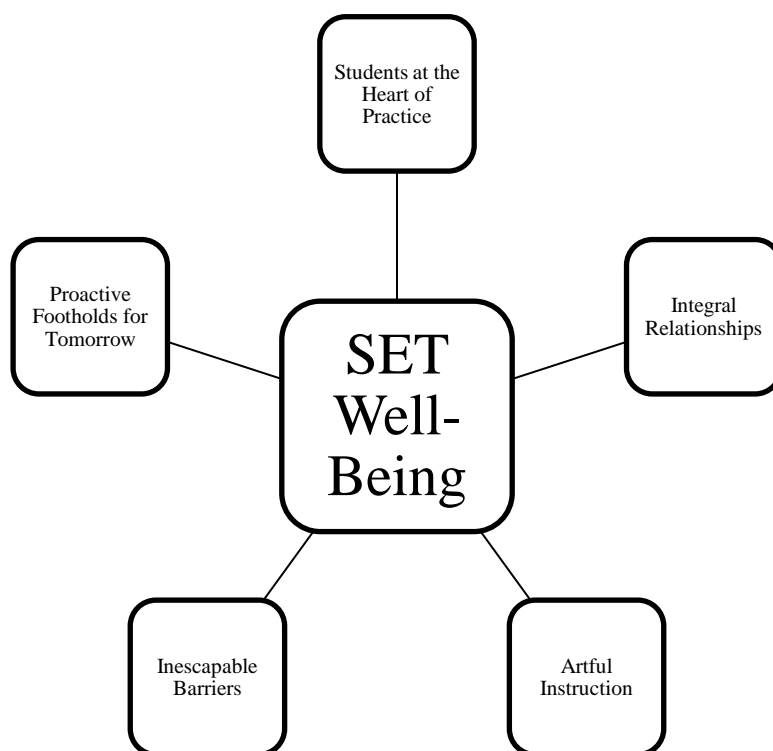 Students at the
Heart of
Practice
Proactive
Footholds for
Tomorrow
Integral
Relationships
SET
Well-
Being
Inescapable
Barriers
Artful
Instruction